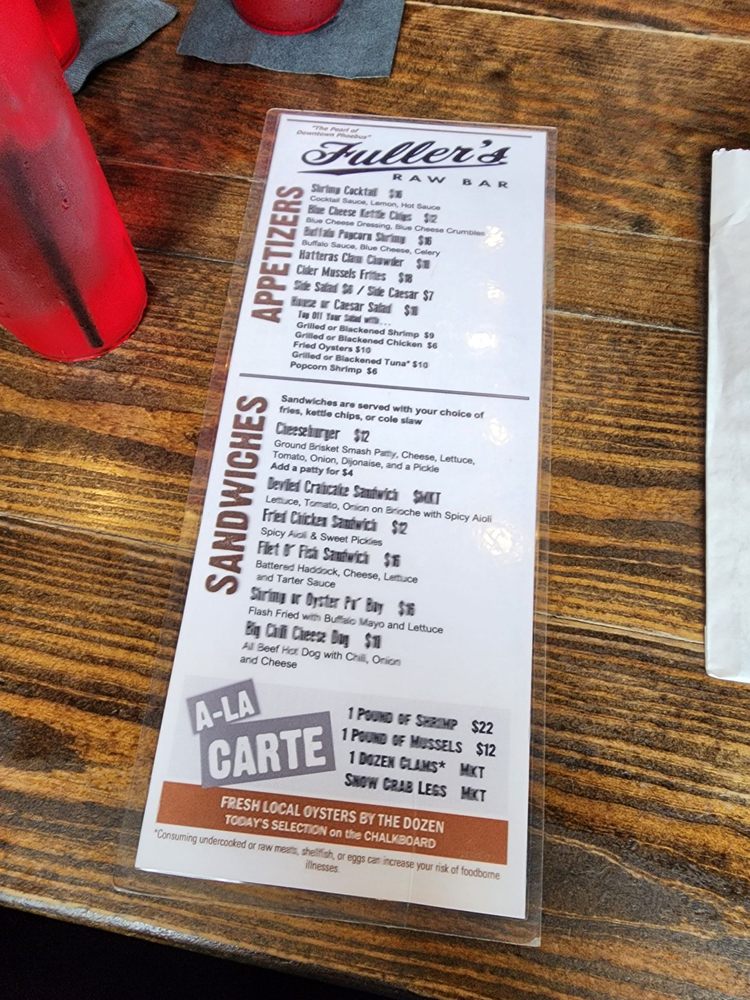 "The Pearl of
Downtown Phoebus"
Fuller's
RAW BAR
APPETIZERS
Shrimp Cocktail $16
Cocktail Sauce, Lemon, Hot Sauce
Blue Cheese Kettle Chips $12
Blue Cheese Dressing, Blue Cheese Crumbles
Buffalo Popcorn Shrimp $16
Buffalo Sauce, Blue Cheese, Celery
Hatteras Clam Chowder
Cider Mussels Frites $18
Side Salad $6 / Side Caesar $7
House or Caesar Salad $10
Top Off Your Salad with...
Grilled or Blackened Shrimp $9
Grilled or Blackened Chicken $6
Fried Oysters $10
Grilled or Blackened Tuna* $10
Popcorn Shrimp $6
SANDWICHES
Sandwiches are served with your choice of
fries, kettle chips, or cole slaw
Cheeseburger $12
Ground Brisket Smash Patty, Cheese, Lettuce,
Tomato, Onion, Dijonaise, and a Pickle
Add a patty for $4
Deviled Crabcake Sandwich $MKT
Lettuce, Tomato, Onion on Brioche with Spicy Aioli
Fried Chicken Sandwich $12
Spicy Aioli & Sweet Pickles
Filet O' Fish Sandwich $16
Battered Haddock, Cheese, Lettuce
and Tarter Sauce
Shrimp or Oyster Po' Boy $16
Flash Fried with Buffalo Mayo and Lettuce
Big Chili Cheese Dog $10
All Beef Hot Dog with Chili, Onion
and Cheese
A-LA
CARTE
1 POUND OF SHRIMP $22
1 POUND OF MUSSELS $12
1 DOZEN CLAMS* MKT
SNOW CRAB LEGS MKT
FRESH LOCAL OYSTERS BY THE DOZEN
TODAY'S SELECTION on the CHALKBOARD
*Consuming undercooked or raw meats, shellfish, or eggs can increase your risk of foodborne
illnesses.